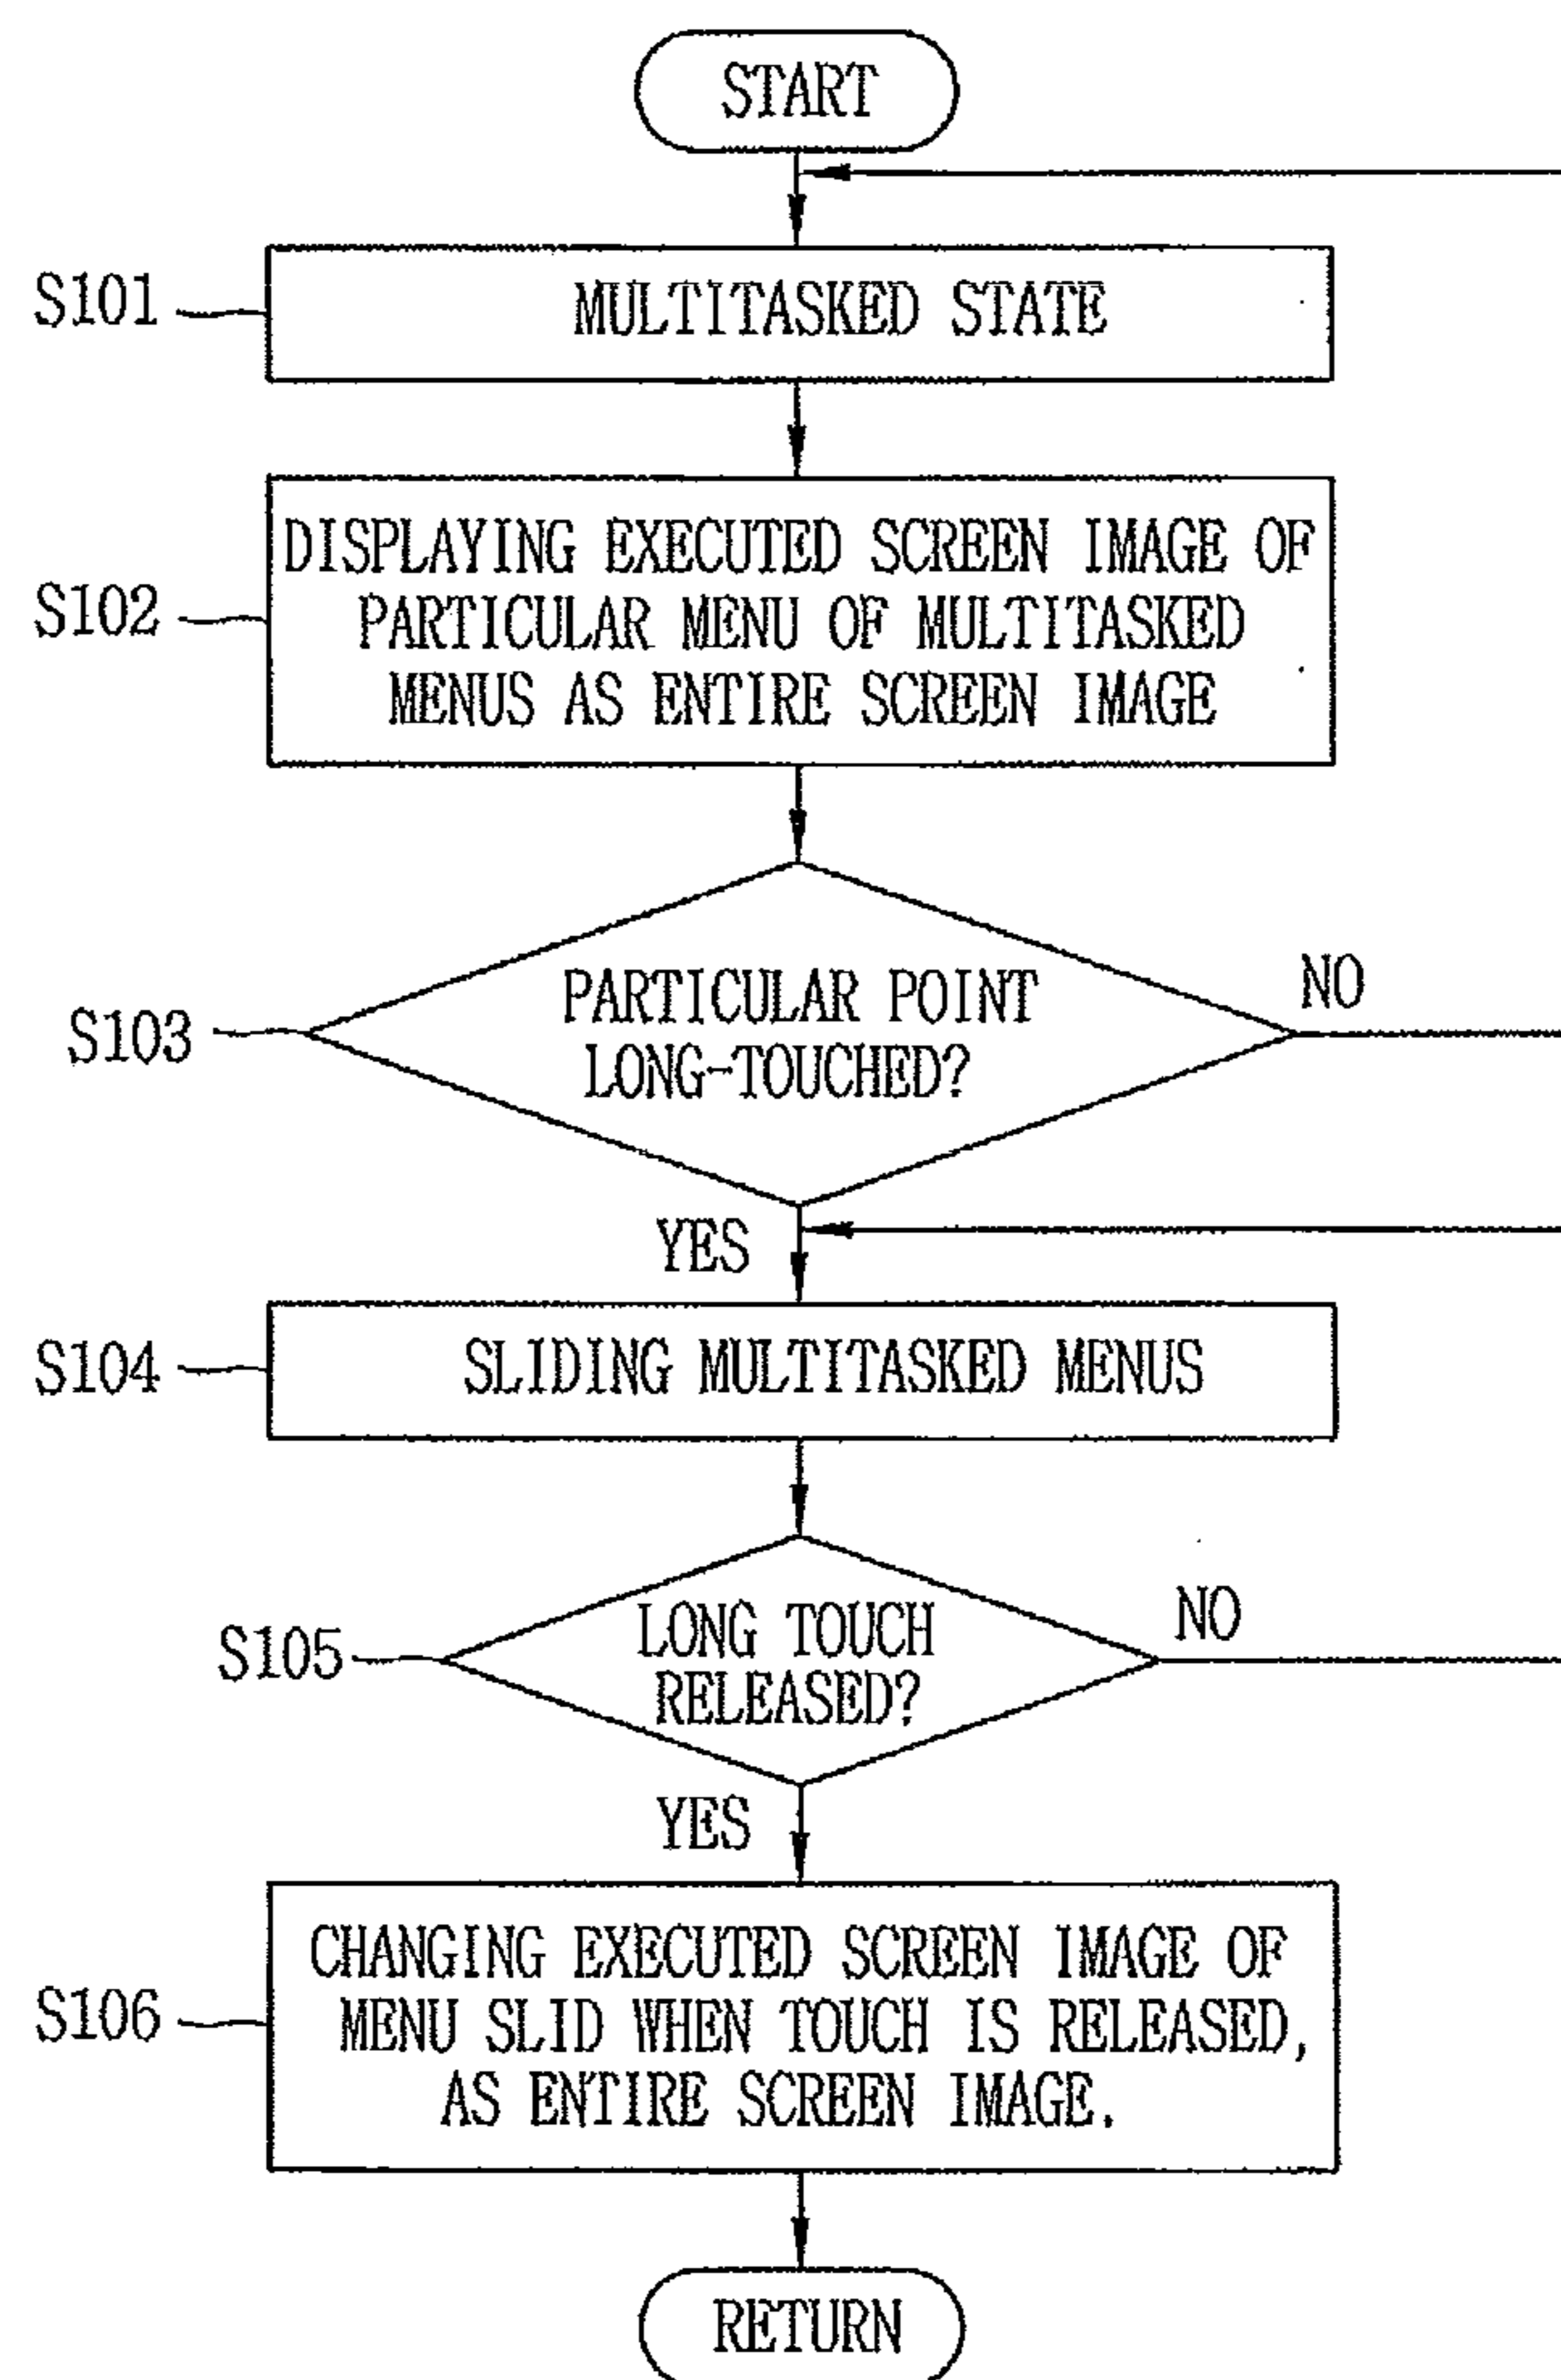 START
S101
MULTITASKED STATE
S102
DISPLAYING EXECUTED SCREEN IMAGE OF
PARTICULAR MENU OF MULTITASKED
MENUS AS ENTIRE SCREEN IMAGE
S103
PARTICULAR POINT
LONG-TOUCHED?
NO
YES
S104
SLIDING MULTITASKED MENUS
S105
LONG TOUCH
RELEASED?
NO
YES
S106
CHANGING EXECUTED SCREEN IMAGE OF
MENU SLID WHEN TOUCH IS RELEASED,
AS ENTIRE SCREEN IMAGE.
RETURN